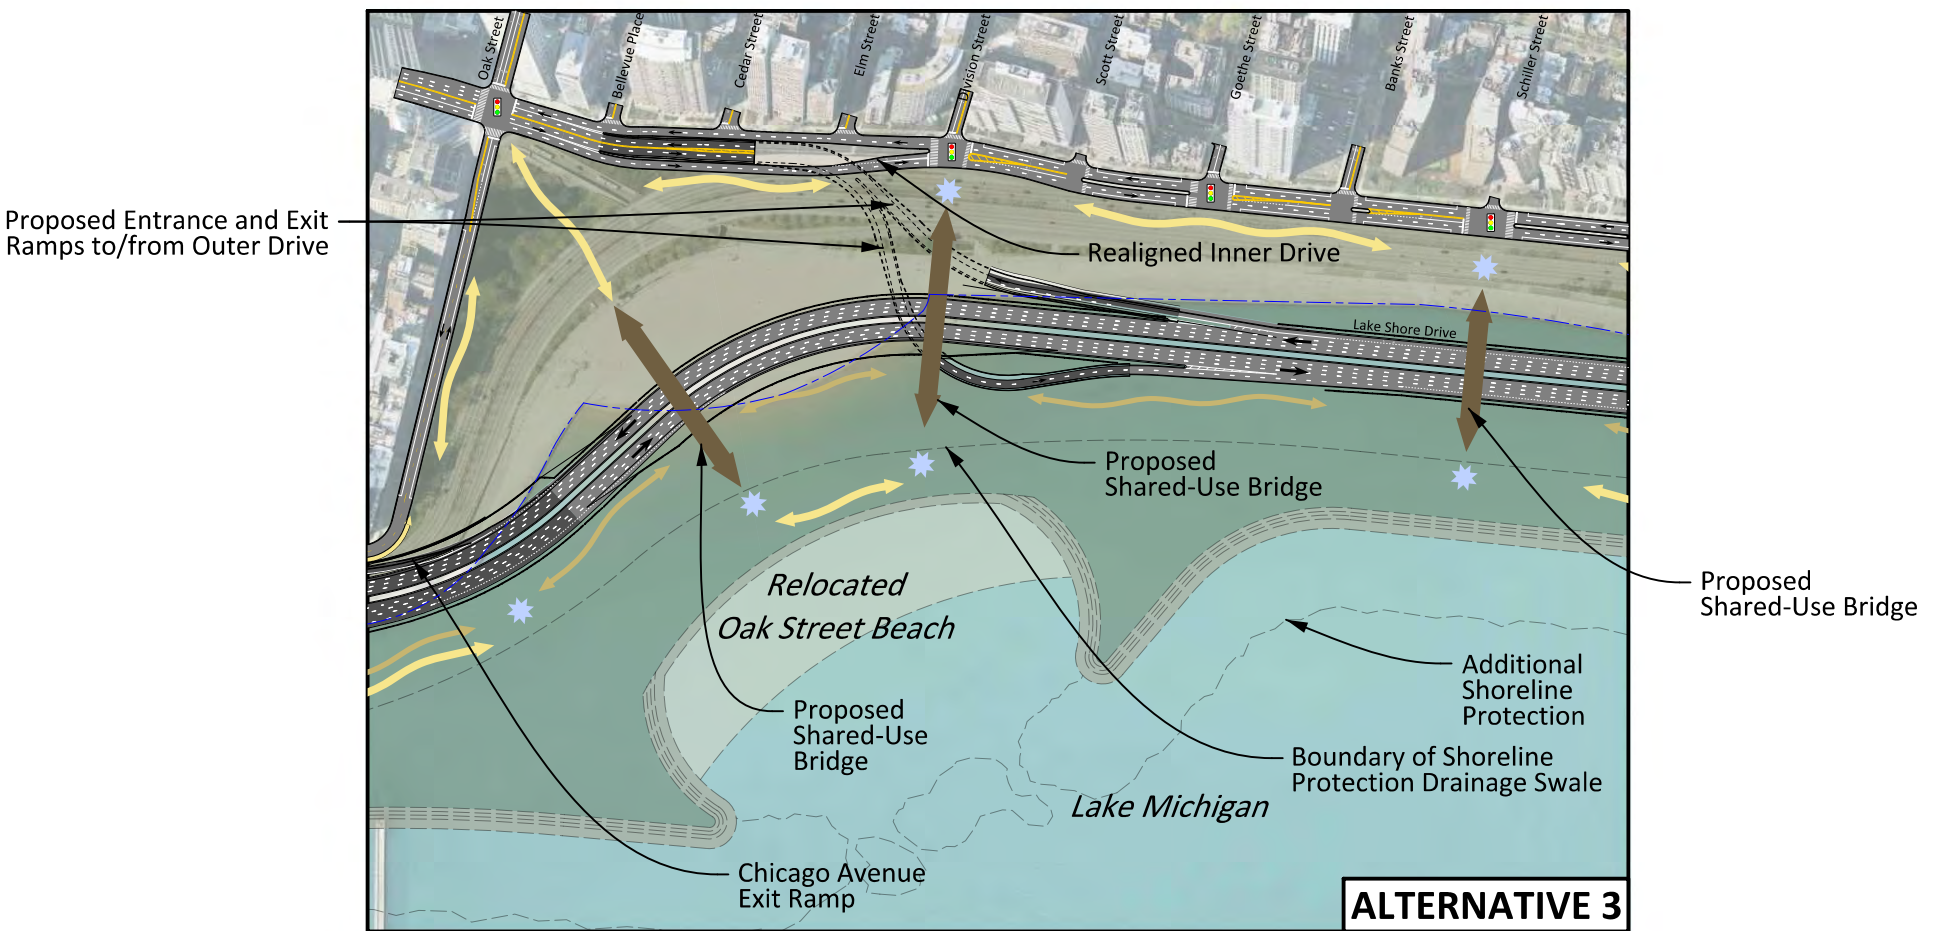 Oak Street
Bellevue Place
Cedar Street
Elm Street
Division Street
Scott Street
Goethe Street
Banks Street
Schiller Street
Proposed Entrance and Exit
Ramps to/from Outer Drive
Realigned Inner Drive
Lake Shore Drive
Proposed
Shared-Use Bridge
Relocated
Oak Street Beach
Proposed
Shared-Use Bridge
Additional
Shoreline
Protection
Proposed
Shared-Use
Bridge
Boundary of Shoreline
Protection Drainage Swale
Lake Michigan
Chicago Avenue
Exit Ramp
ALTERNATIVE 3